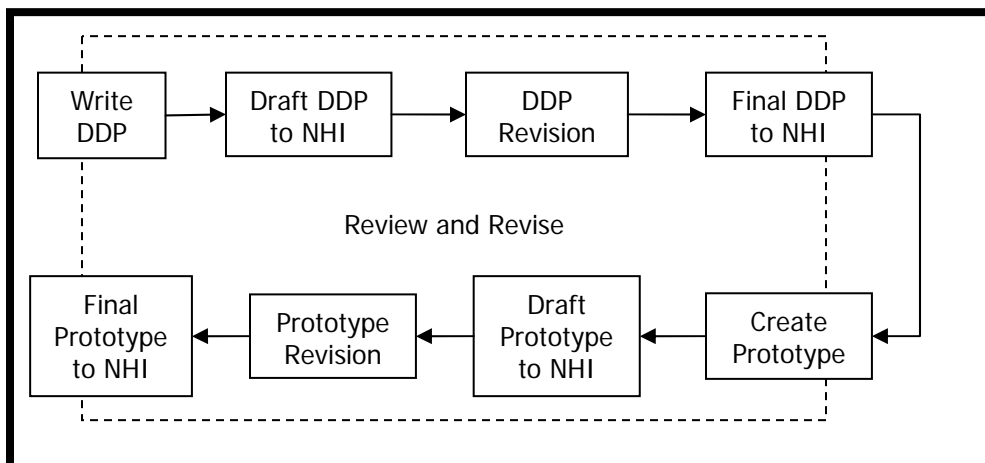 Write
DDP
Draft DDP
to NHI
DDP
Revision
Final DDP
to NHI
Review and Revise
Final
Prototype
to NHI
Prototype
Revision
Draft
Prototype
to NHI
Create
Prototype